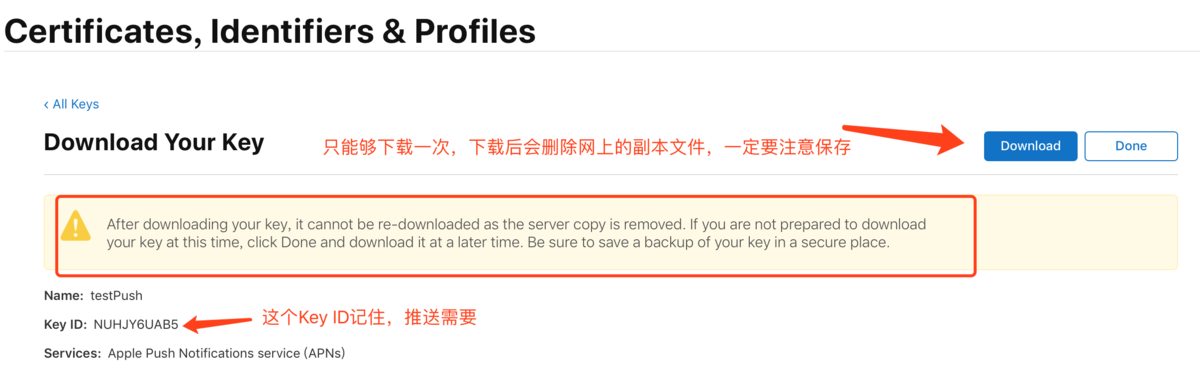 Certificates, Identifiers & Profiles
‹ All Keys
Download Your Key
只能够下载一次，下载后会删除网上的副本文件，一定要注意保存
Download
Done
After downloading your key, it cannot be re-downloaded as the server copy is removed. If you are not prepared to download
your key at this time, click Done and download it at a later time. Be sure to save a backup of your key in a secure place.
Name: testPush
Key ID: NUHJY6UAB5
这个Key ID记住，推送需要
Services: Apple Push Notifications service (APNs)